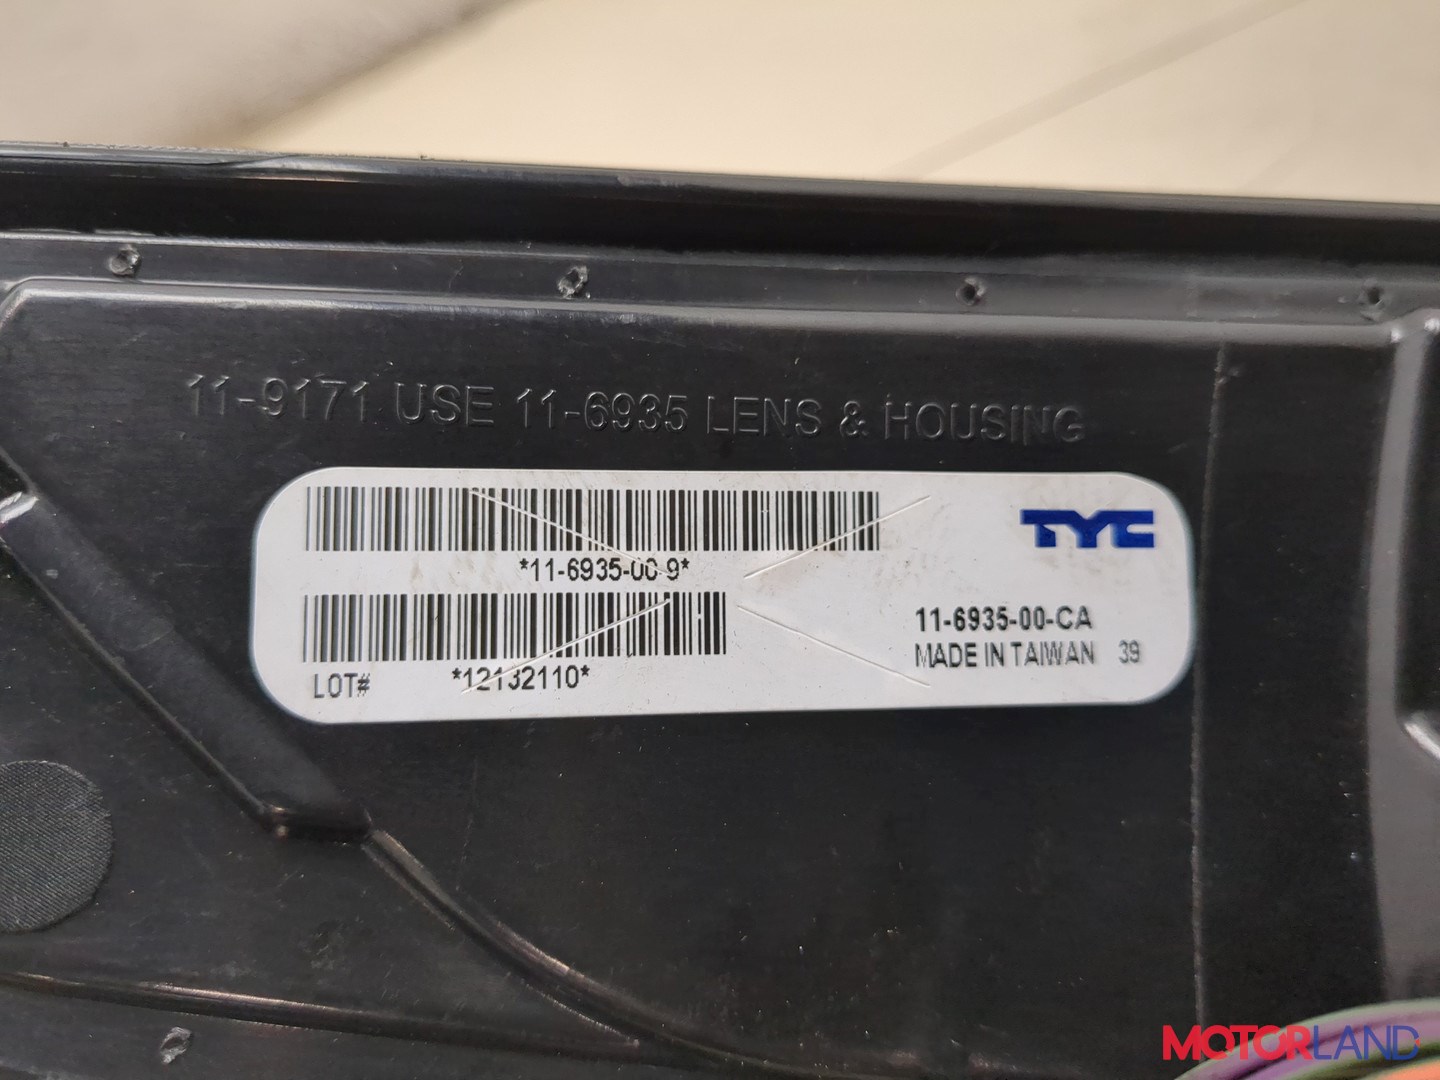 11-9171 USE 11-6935 LENS & HOUSING
TYC
*11-6935-00-9*
11-6935-00-CA
MADE IN TAIWAN 39
LOT# *12132110*
MOTORLAND